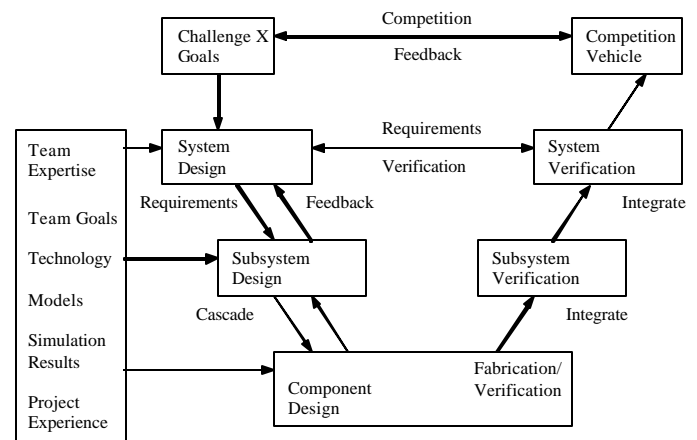 Competition
Challenge X
Goals
Feedback
Competition
Vehicle
Team
Expertise
Team Goals
Technology
Models
Simulation
Results
Project
Experience
System
Design
Requirements
Verification
System
Verification
Requirements
Feedback
Integrate
Subsystem
Design
Subsystem
Verification
Cascade
Integrate
Component
Design
Fabrication/
Verification